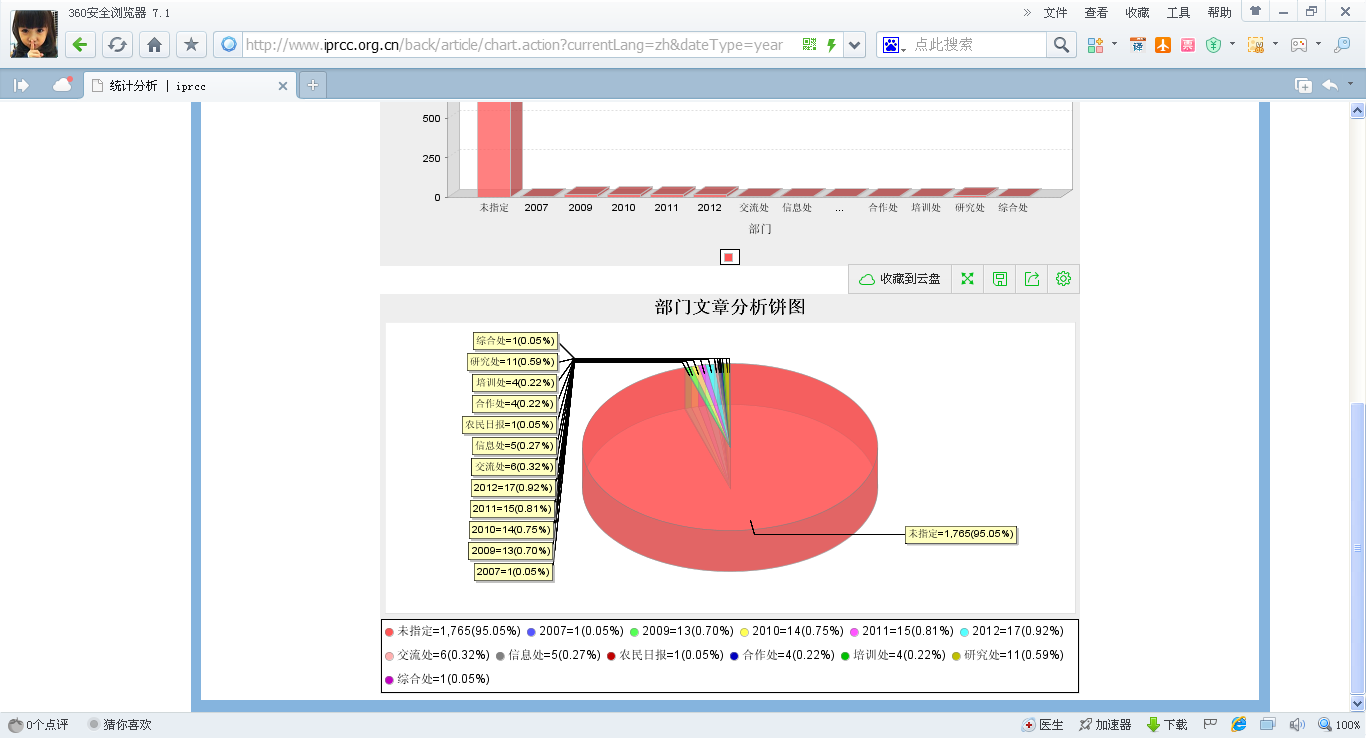 360安全浏览器 7.1
» 文件 查看 收藏 工具 帮助
http://www.iprcc.org.cn/back/article/chart.action?currentLang=zh&dateType=year
点此搜索
译
票
统计分析 | iprcc
500
250
0
未指定 2007 2009 2010 2011 2012 交流处 信息处 ... 合作处 培训处 研究处 综合处
部门
收藏到云盘
部门文章分析饼图
综合处=1(0.05%)
研究处=11(0.59%)
培训处=4(0.22%)
合作处=4(0.22%)
农民日报=1(0.05%)
信息处=5(0.27%)
交流处=6(0.32%)
2012=17(0.92%)
2011=15(0.81%)
2010=14(0.75%)
2009=13(0.70%)
2007=1(0.05%)
未指定=1,765(95.05%)
未指定=1,765(95.05%) 2007=1(0.05%) 2009=13(0.70%) 2010=14(0.75%) 2011=15(0.81%) 2012=17(0.92%)
交流处=6(0.32%) 信息处=5(0.27%) 农民日报=1(0.05%) 合作处=4(0.22%) 培训处=4(0.22%) 研究处=11(0.59%)
综合处=1(0.05%)
0个点评 猜你喜欢 医生 加速器 下载 100%